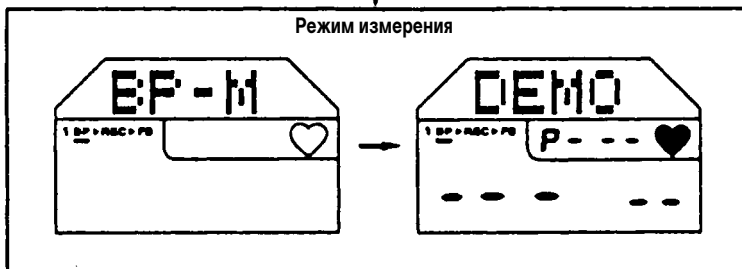 Режим измерения
BP-M
DEMO
1 BP▸REC▸PB
1 BP▸REC▸PB
P- --
--- --